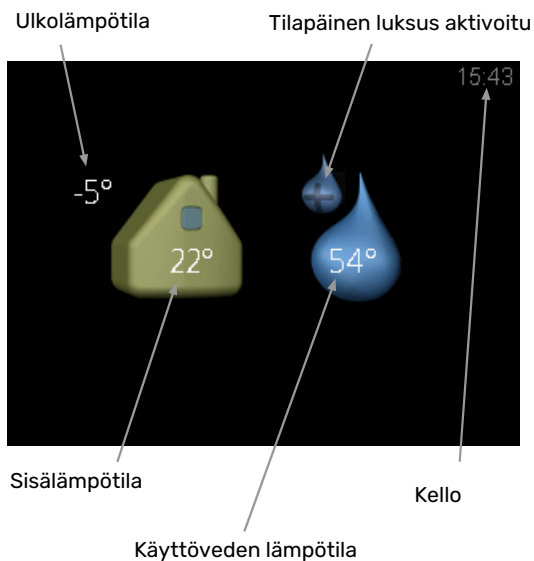 Ulkolämpötila
Tilapäinen luksus aktivoitu
15:43
-5°
22°
54°
Sisälämpötila
Kello
Käyttöveden lämpötila